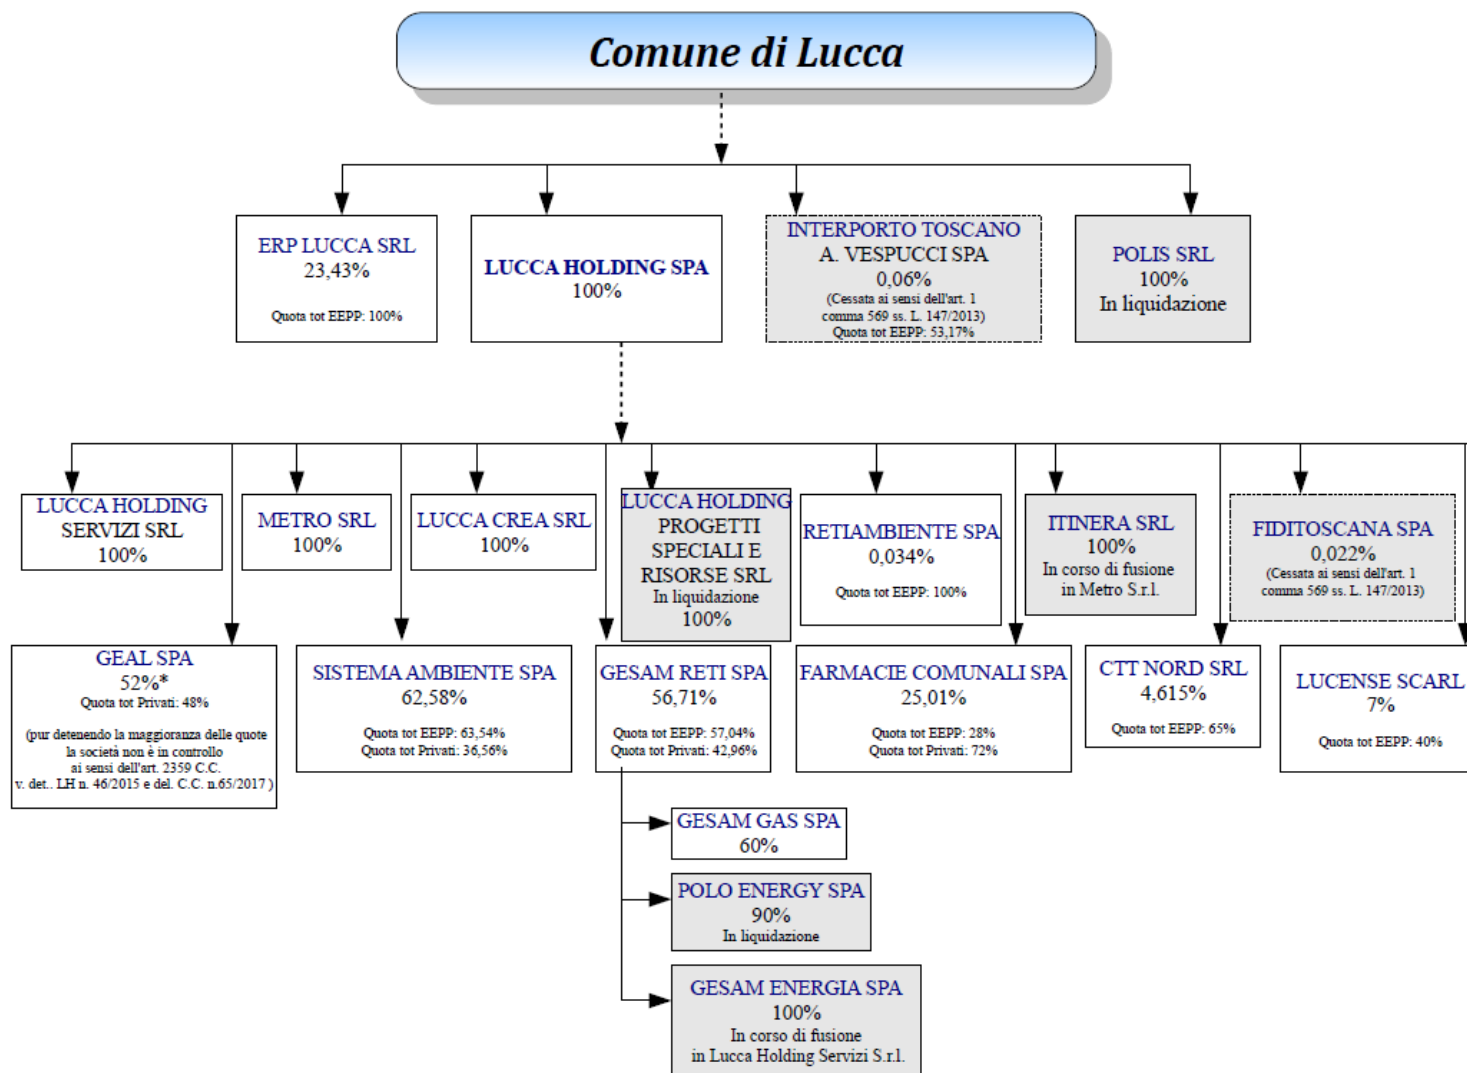 Comune di Lucca
ERP LUCCA SRL
23,43%
Quota tot EEPP: 100%
LUCCA HOLDING SPA
100%
INTERPORTO TOSCANO
A. VESPUCCI SPA
0,06%
(Cessata ai sensi dell'art. 1
comma 569 ss. L. 147/2013)
Quota tot EEPP: 53,17%
POLIS SRL
100%
In liquidazione
LUCCA HOLDING
SERVIZI SRL
100%
METRO SRL
100%
LUCCA CREA SRL
100%
LUCCA HOLDING
PROGETTI
SPECIALI E
RISORSE SRL
In liquidazione
100%
RETIAMBIENTE SPA
0,034%
Quota tot EEPP: 100%
ITINERA SRL
100%
In corso di fusione
in Metro S.r.l.
FIDITOSCANA SPA
0,022%
(Cessata ai sensi dell'art. 1
comma 569 ss. L. 147/2013)
GEAL SPA
52%*
Quota tot Privati: 48%
(pur detenendo la maggioranza delle quote
la società non è in controllo
ai sensi dell'art. 2359 C.C.
v. det.. LH n. 46/2015 e del. C.C. n.65/2017 )
SISTEMA AMBIENTE SPA
62,58%
Quota tot EEPP: 63,54%
Quota tot Privati: 36,56%
GESAM RETI SPA
56,71%
Quota tot EEPP: 57,04%
Quota tot Privati: 42,96%
FARMACIE COMUNALI SPA
25,01%
Quota tot EEPP: 28%
Quota tot Privati: 72%
CTT NORD SRL
4,615%
Quota tot EEPP: 65%
LUCENSE SCARL
7%
Quota tot EEPP: 40%
GESAM GAS SPA
60%
POLO ENERGY SPA
90%
In liquidazione
GESAM ENERGIA SPA
100%
In corso di fusione
in Lucca Holding Servizi S.r.l.